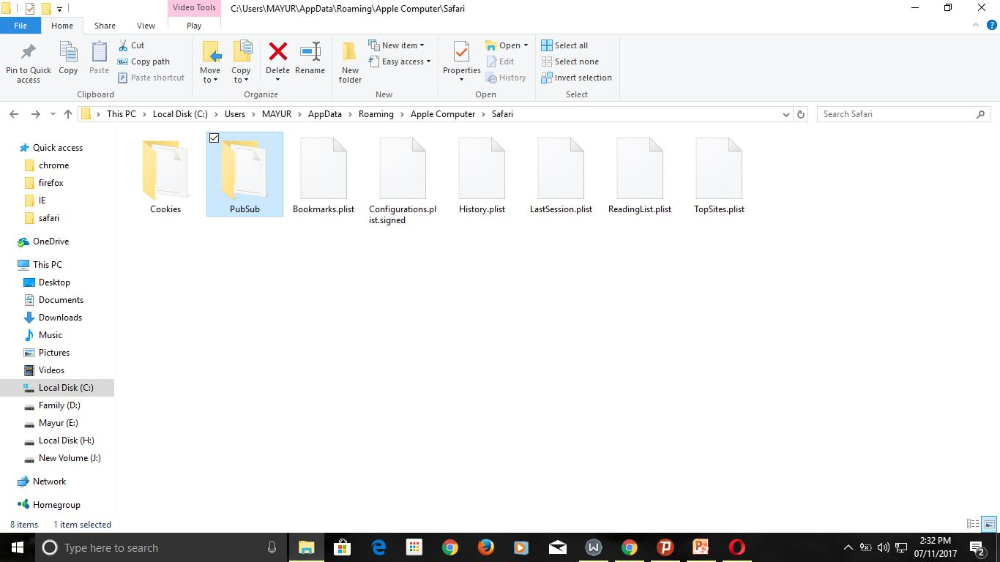 Video Tools
C:\Users\MAYUR\AppData\Roaming\Apple Computer\Safari
File
Home
Share
View
Play
Pin to Quick
access
Copy
Paste
Cut
Copy path
Paste shortcut
Clipboard
Move
to
Copy
to
Delete
Rename
Organize
New
folder
New item
Easy access
New
Properties
Open
Edit
History
Open
Select all
Select none
Invert selection
Select
This PC
Local Disk (C:)
Users
MAYUR
AppData
Roaming
Apple Computer
Safari
Search Safari
Quick access
chrome
firefox
IE
safari
OneDrive
This PC
Desktop
Documents
Downloads
Music
Pictures
Videos
Local Disk (C:)
Family (D:)
Mayur (E:)
Local Disk (H:)
New Volume (J:)
Network
Homegroup
Cookies
PubSub
Bookmarks.plist
Configurations.pl
ist.signed
History.plist
LastSession.plist
ReadingList.plist
TopSites.plist
8 items
1 item selected
Type here to search
2:32 PM
07/11/2017
2